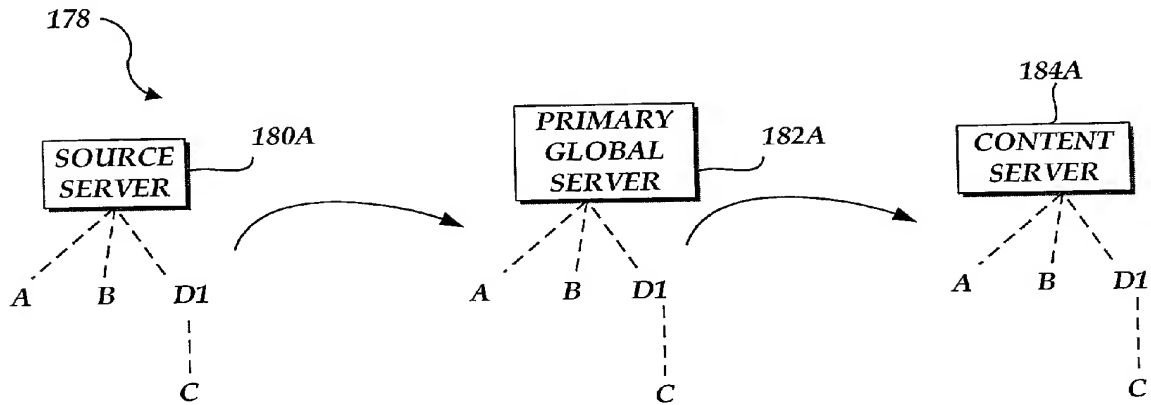 178
184A
180A
182A
SOURCE
SERVER
PRIMARY
GLOBAL
SERVER
CONTENT
SERVER
A B D1
C
A B D1
C
A B D1
C